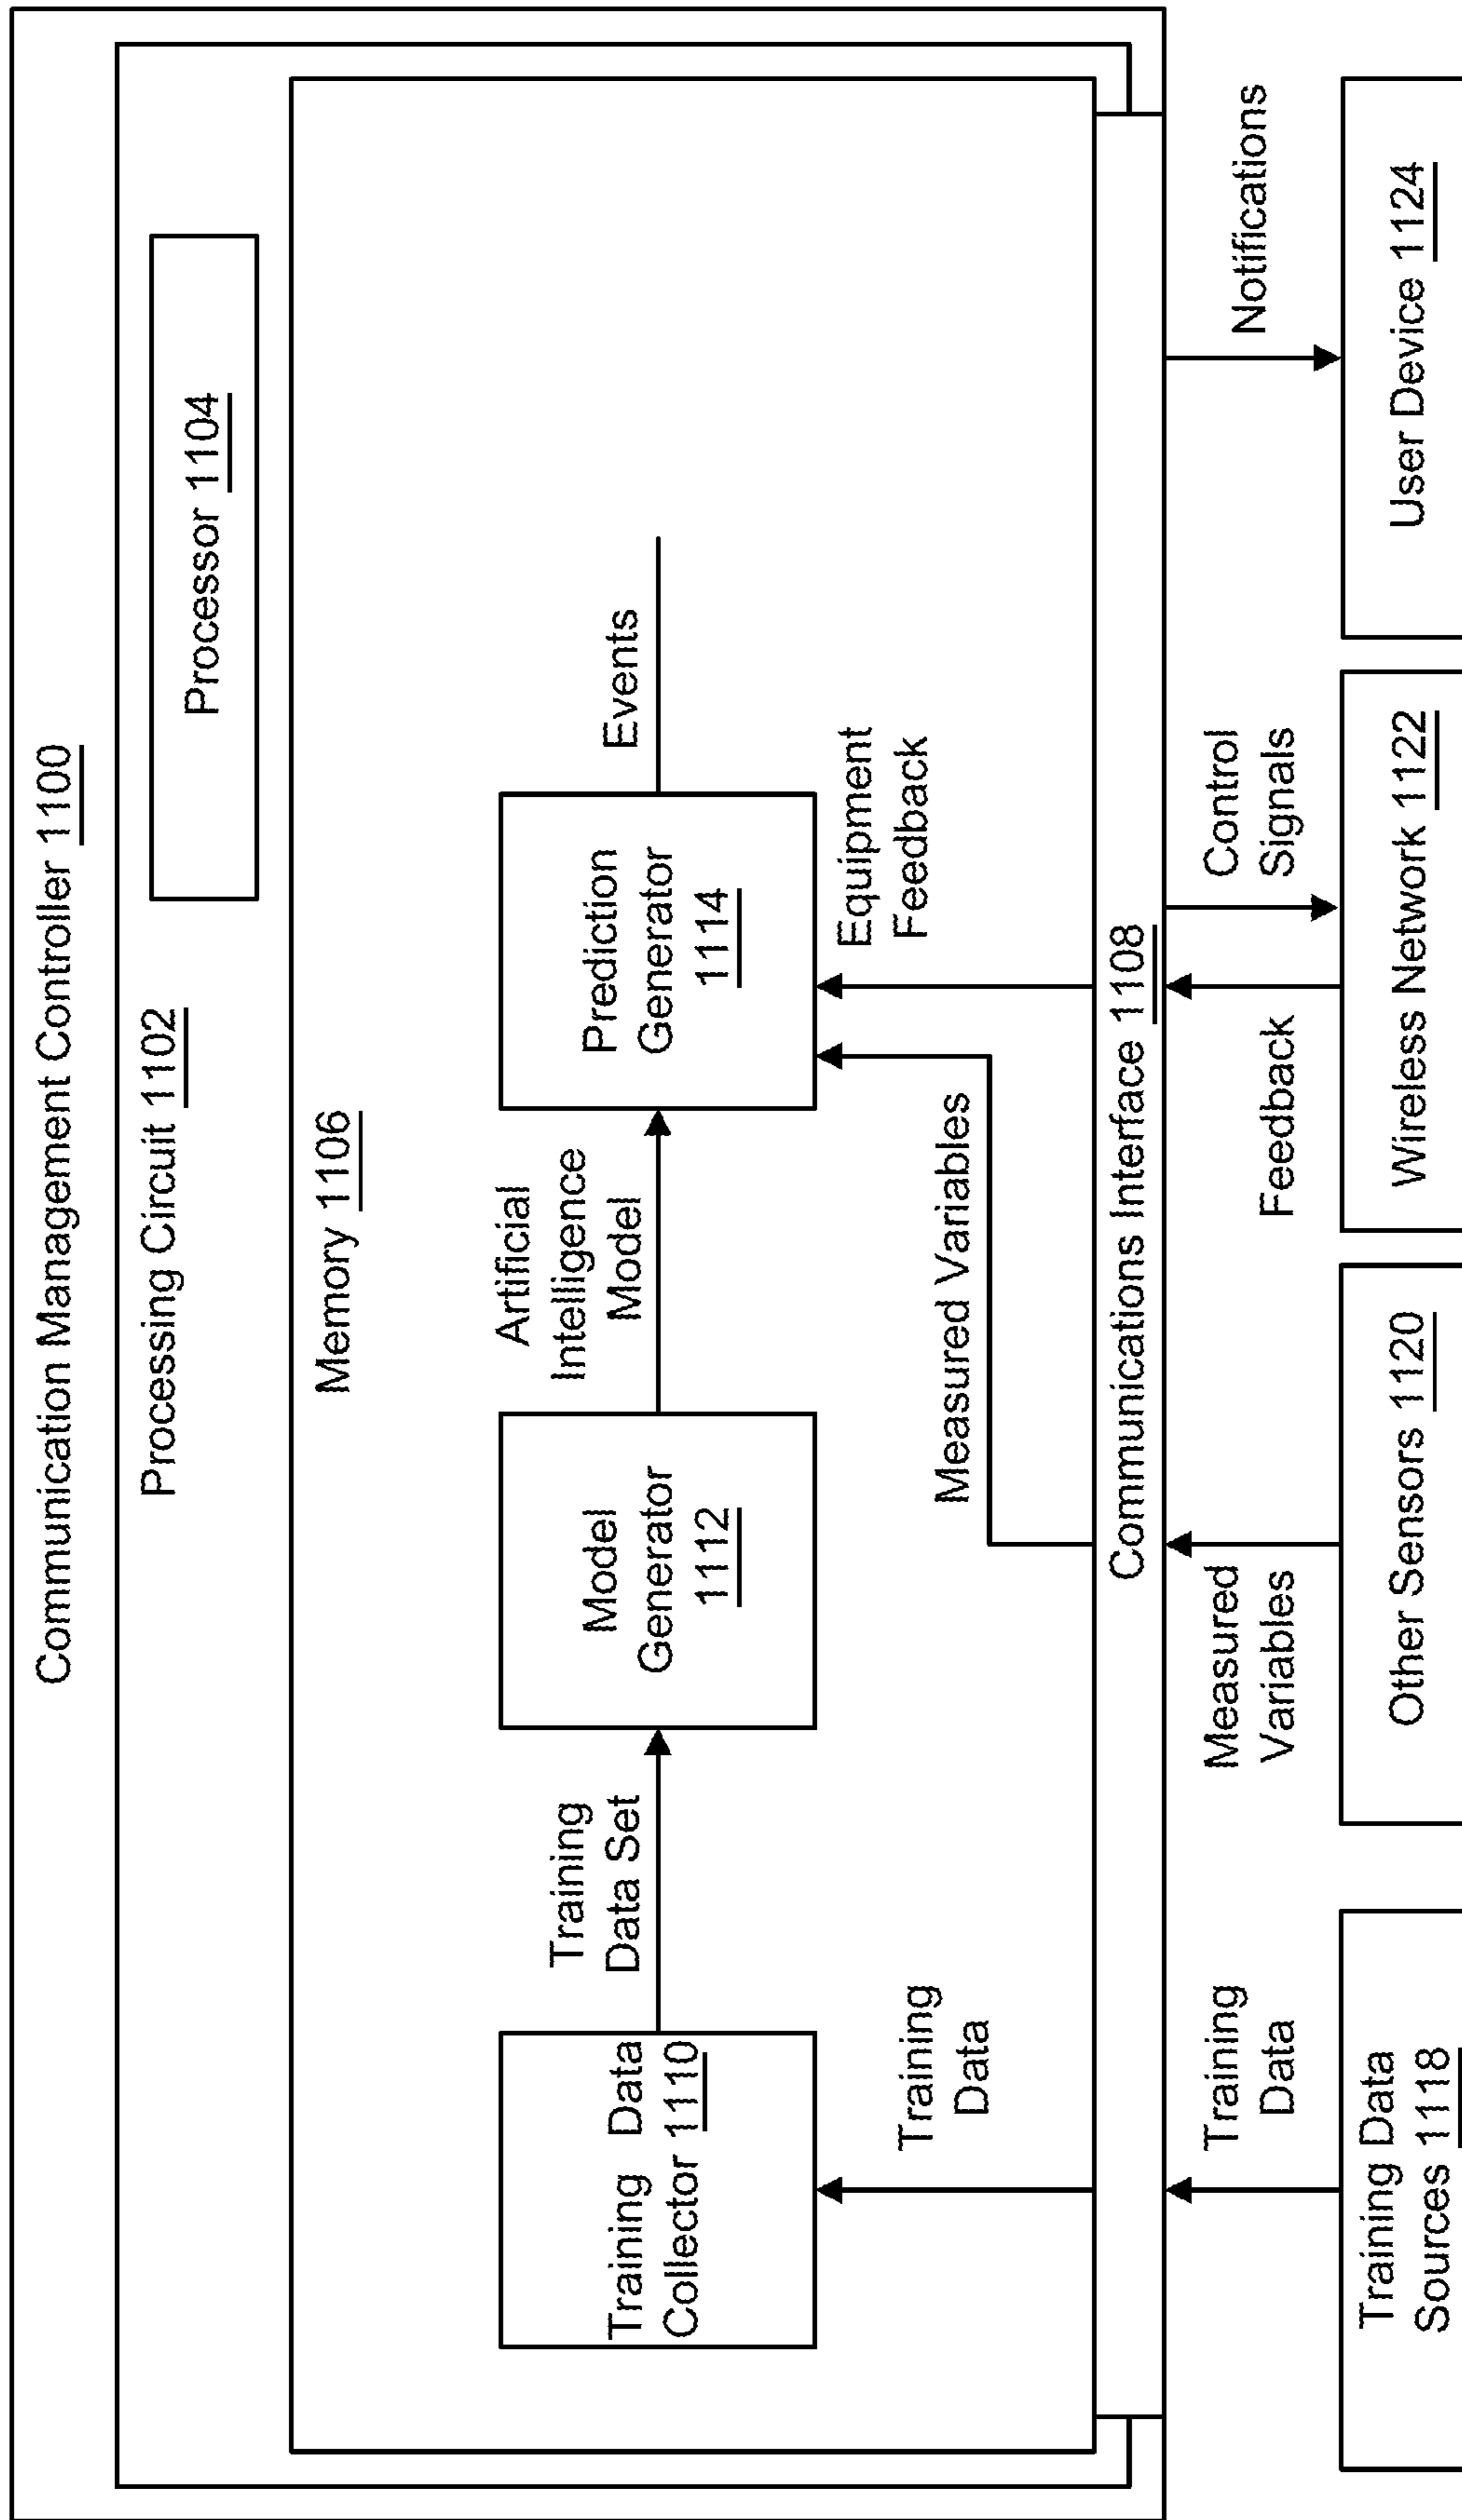 Communication Management Controller 1100
Processing Circuit 1102
Processor 1104
Memory 1106
Training Data
Collector 1110
Training
Data Set
Model
Generator
1112
Artificial
Intelligence
Model
Prediction
Generator
1114
Events
Training
Data
Measured Variables
Equipment
Feedback
Communications Interface 1108
Training
Data
Measured
Variables
Feedback
Control
Signals
Notifications
Training Data
Sources 1118
Other Sensors 1120
Wireless Network 1122
User Device 1124